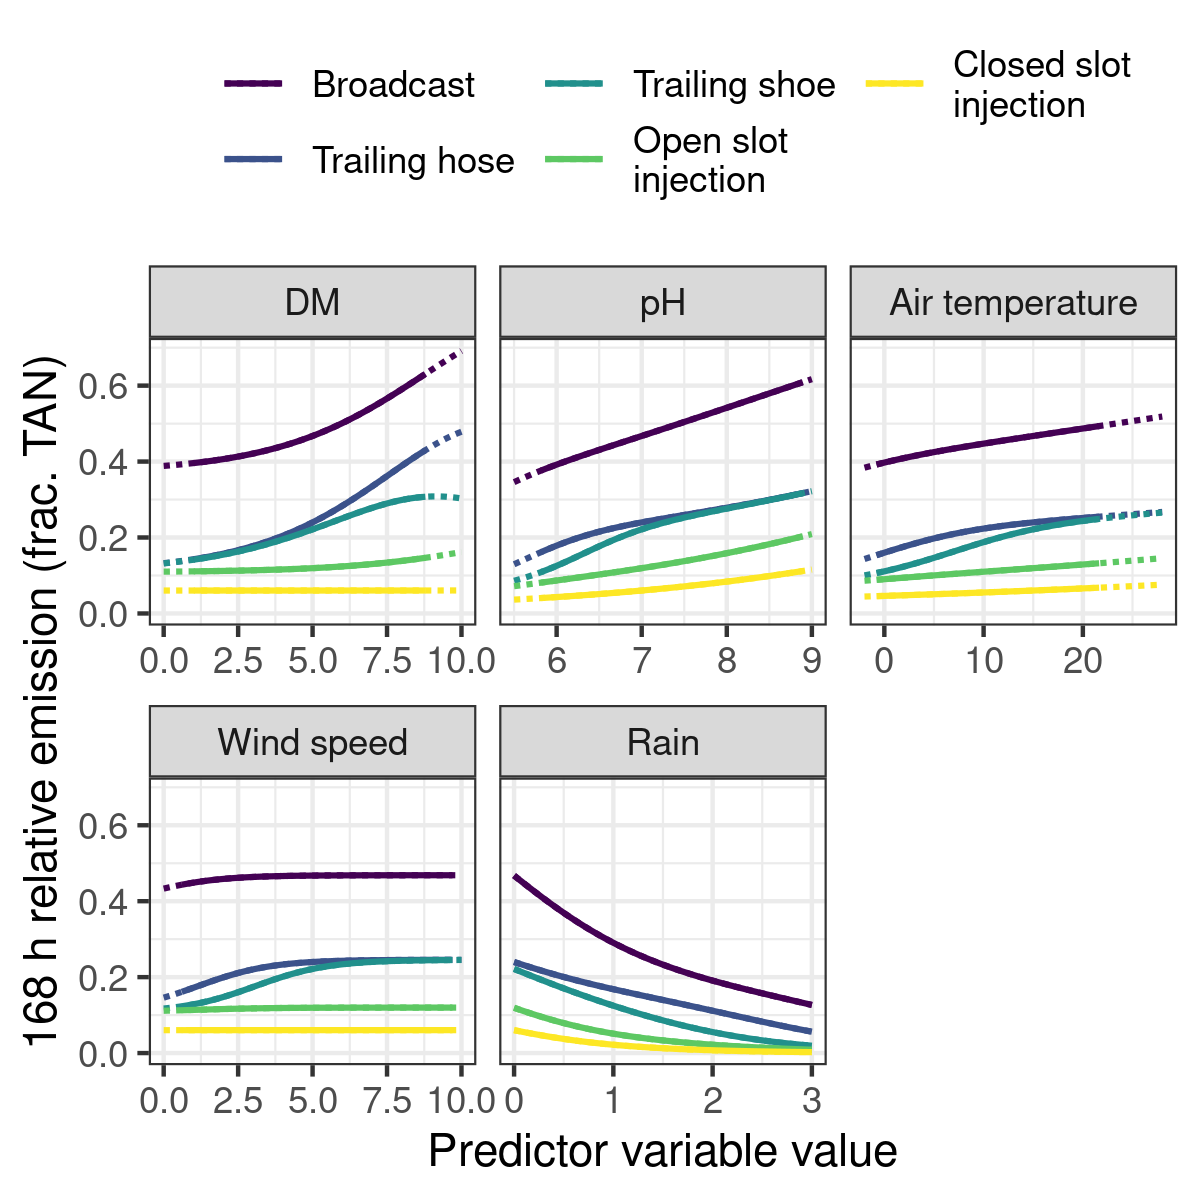 Broadcast
Trailing hose
Trailing shoe
Open slot
injection
Closed slot
injection
168 h relative emission (frac. TAN)
DM
pH
Air temperature
0.6
0.4
0.2
0.0
0.0 2.5 5.0 7.5 10.0
6 7 8 9
0 10 20
Wind speed
Rain
0.6
0.4
0.2
0.0
0.0 2.5 5.0 7.5 10.0
0 1 2 3
Predictor variable value